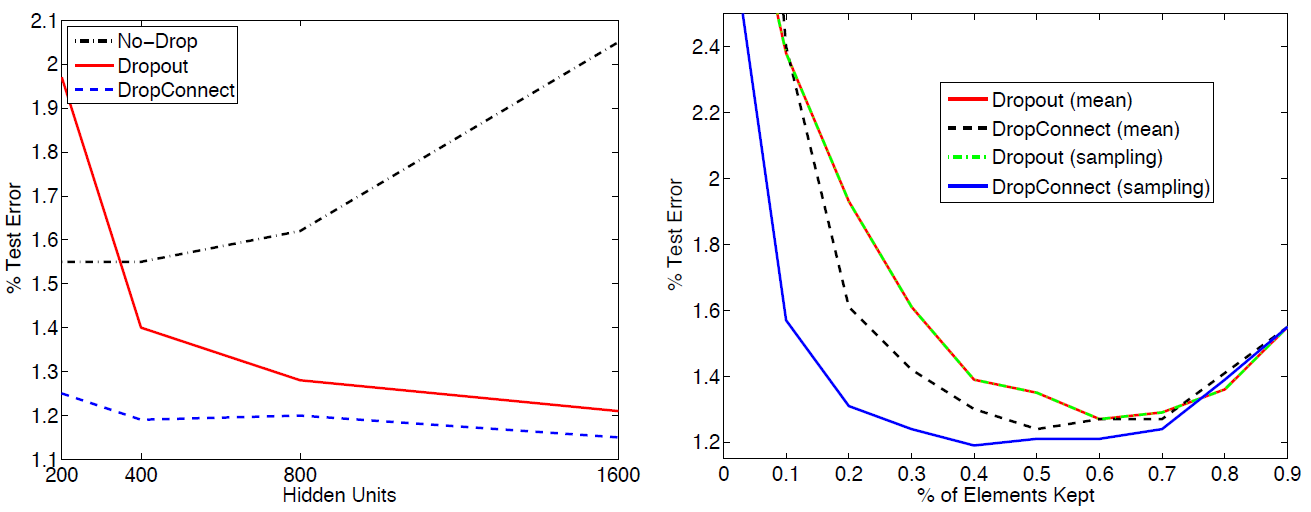 2.1
2
1.9
1.8
1.7
1.6
1.5
1.4
1.3
1.2
1.1
% Test Error
No-Drop
Dropout
DropConnect
200
400
800
1600
Hidden Units
2.4
2.2
2
1.8
1.6
1.4
1.2
% Test Error
Dropout (mean)
DropConnect (mean)
Dropout (sampling)
DropConnect (sampling)
0
0.1
0.2
0.3
0.4
0.5
0.6
0.7
0.8
0.9
% of Elements Kept